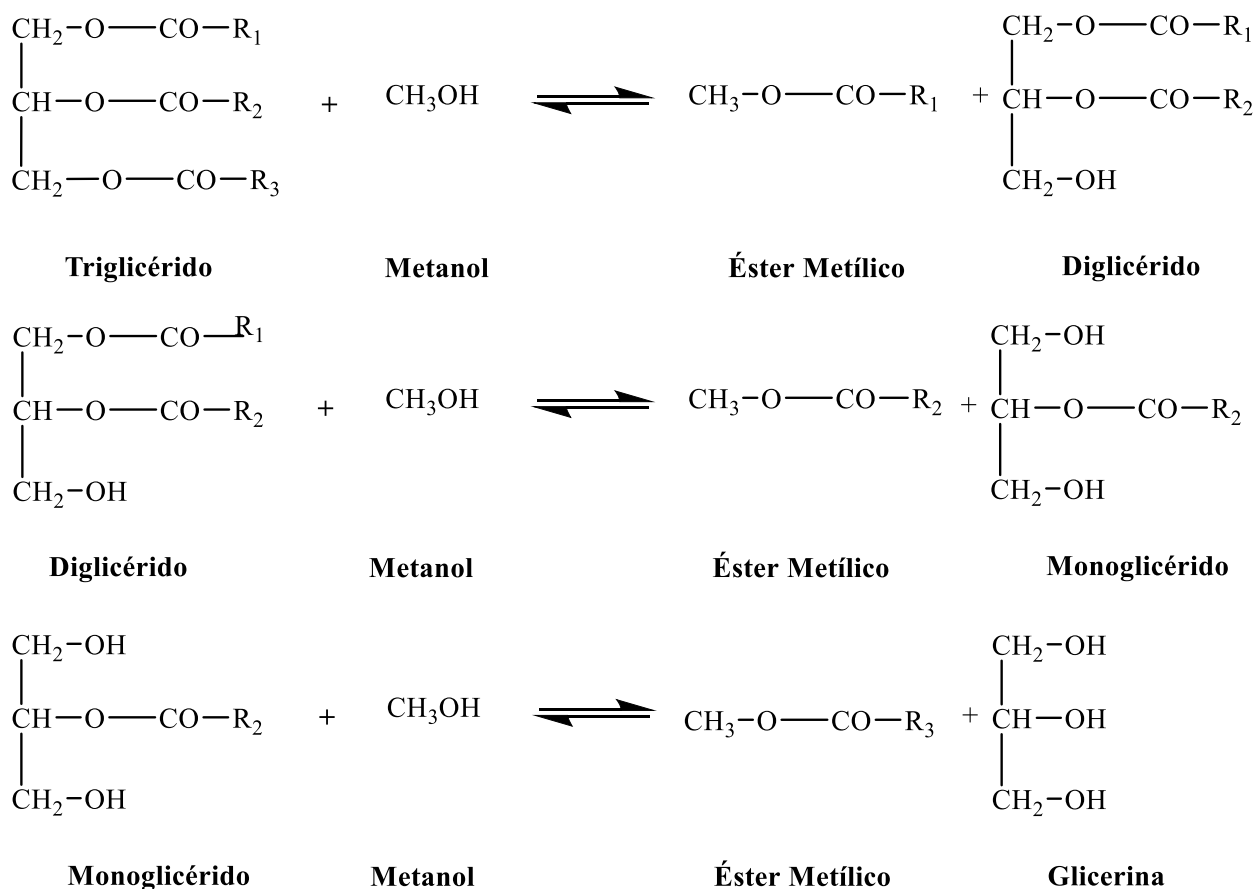 CH₂–O–CO–R₁
CH–O–CO–R₂ + CH₃OH ⇌ CH₃–O–CO–R₁ + CH–O–CO–R₂
CH₂–O–CO–R₃
CH₂–O–CO–R₁
CH₂–OH
Triglicérido Metanol Éster Metílico Diglicérido
CH₂–O–CO–R₁
CH–O–CO–R₂ + CH₃OH ⇌ CH₃–O–CO–R₂ + CH–O–CO–R₂
CH₂–OH
CH₂–OH
CH₂–OH
Diglicérido Metanol Éster Metílico Monoglicérido
CH₂–OH
CH–O–CO–R₂ + CH₃OH ⇌ CH₃–O–CO–R₃ + CH–OH
CH₂–OH
CH₂–OH
CH₂–OH
Monoglicérido Metanol Éster Metílico Glicerina